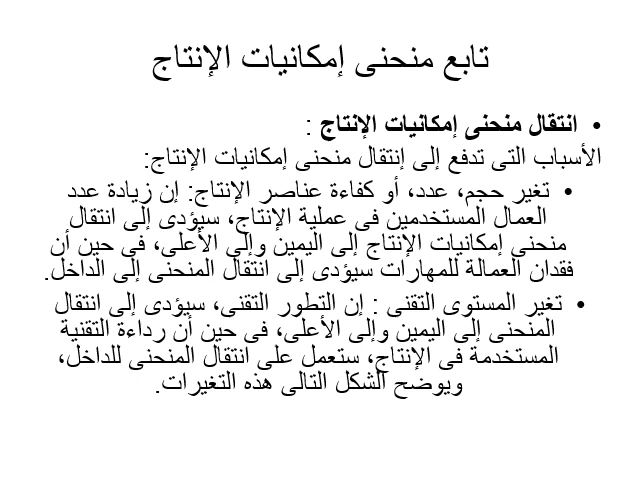 تابع منحنى إمكانيات الإنتاج
• انتقال منحنى إمكانيات الإنتاج :
الأسباب التى تدفع إلى إنتقال منحنى إمكانيات الإنتاج:
• تغير حجم، عدد، أو كفاءة عناصر الإنتاج: إن زيادة عدد
العمال المستخدمين فى عملية الإنتاج، سيؤدى إلى انتقال
منحنى إمكانيات الإنتاج إلى اليمين وإلى الأعلى، فى حين أن
فقدان العمالة للمهارات سيؤدى إلى انتقال المنحنى إلى الداخل.
• تغير المستوى التقنى : إن التطور التقنى، سيؤدى إلى انتقال
المنحنى إلى اليمين وإلى الأعلى، فى حين أن رداءة التقنية
المستخدمة فى الإنتاج، ستعمل على انتقال المنحنى للداخل،
ويوضح الشكل التالى هذه التغيرات.